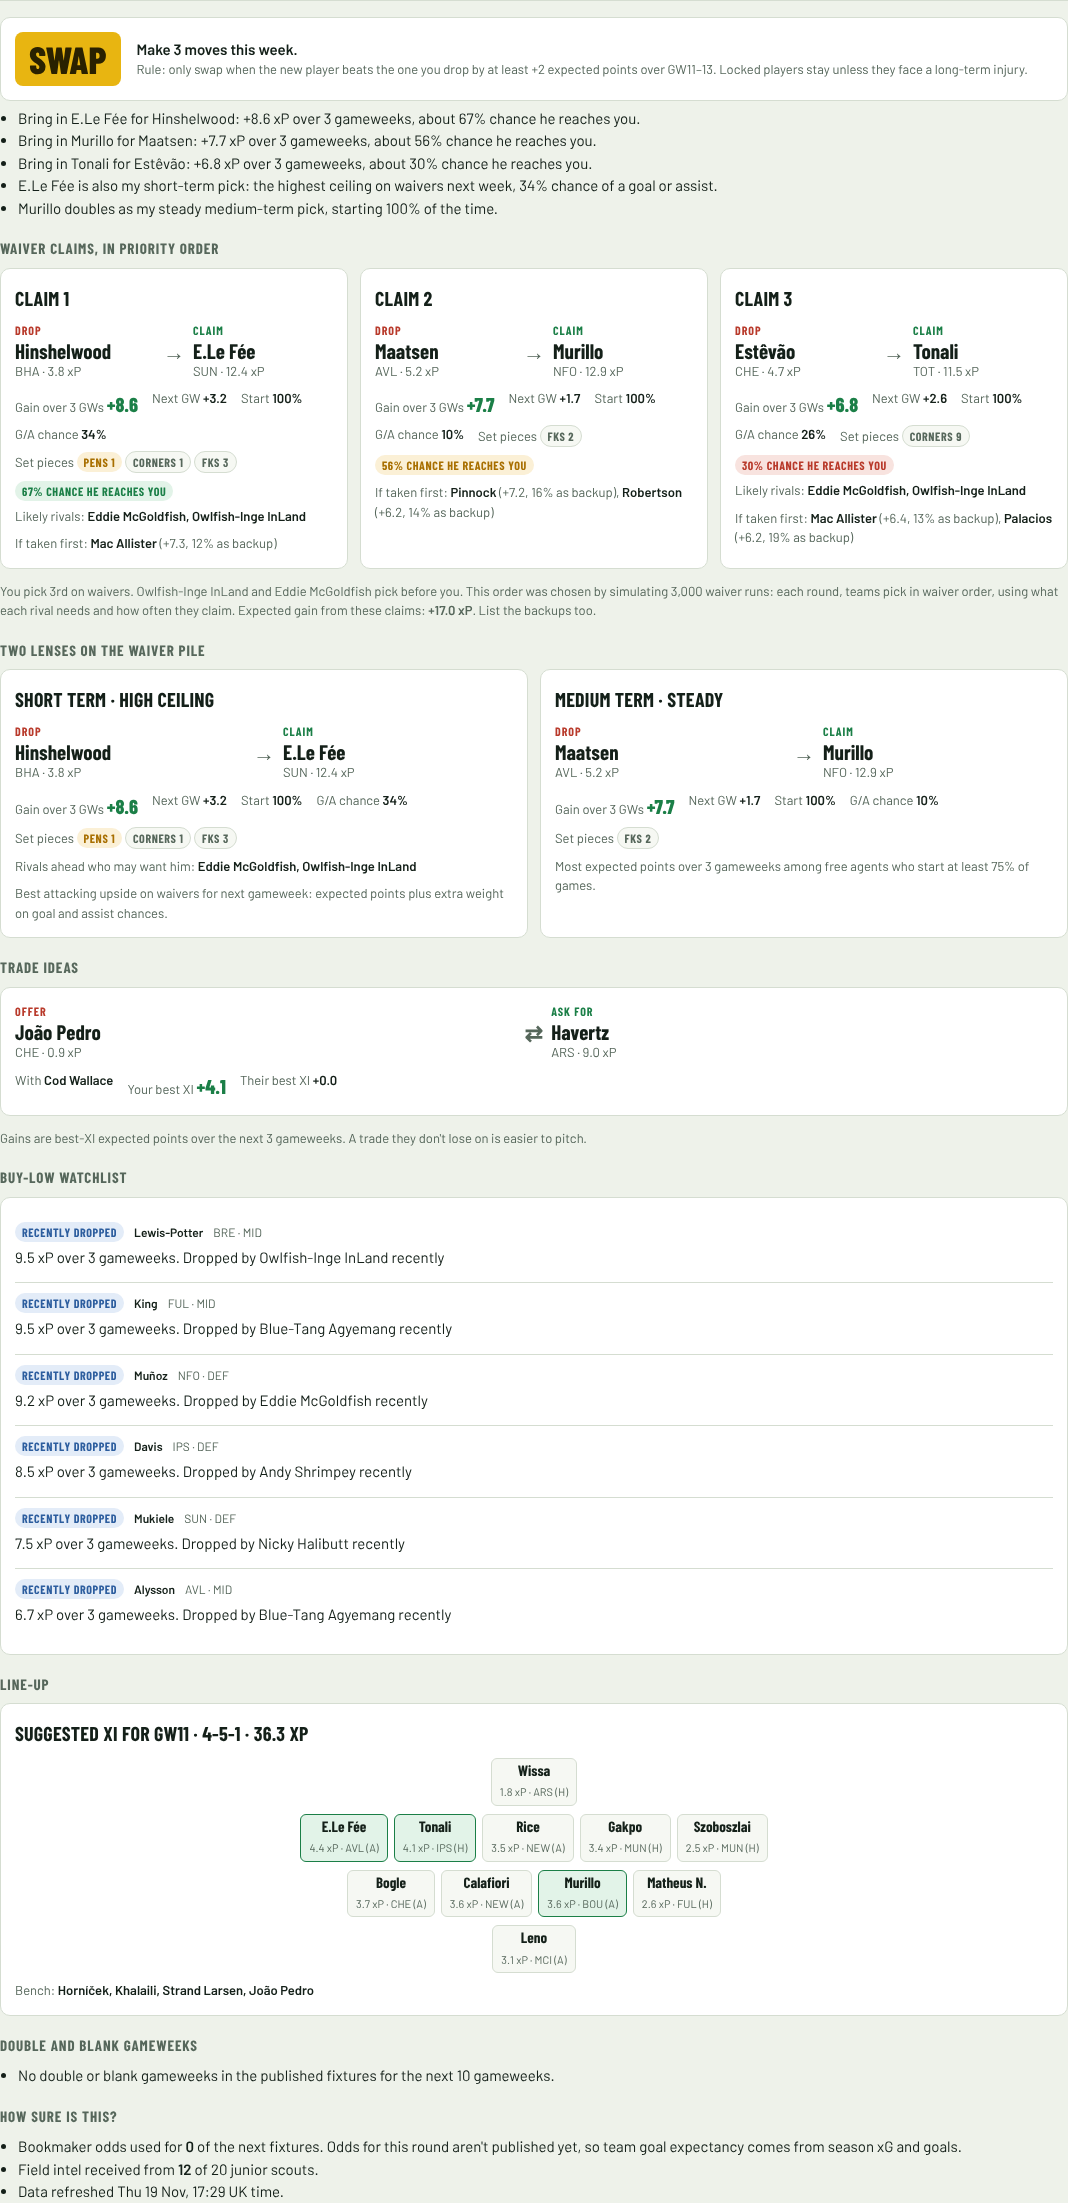 SWAP
Make 3 moves this week.
Rule: only swap when the new player beats the one you drop by at least +2 expected points over GW11–13. Locked players stay unless they face a long-term injury.
• Bring in E.Le Fée for Hinshelwood: +8.6 xP over 3 gameweeks, about 67% chance he reaches you.
• Bring in Murillo for Maatsen: +7.7 xP over 3 gameweeks, about 56% chance he reaches you.
• Bring in Tonali for Estêvão: +6.8 xP over 3 gameweeks, about 30% chance he reaches you.
• E.Le Fée is also my short-term pick: the highest ceiling on waivers next week, 34% chance of a goal or assist.
• Murillo doubles as my steady medium-term pick, starting 100% of the time.
WAIVER CLAIMS, IN PRIORITY ORDER
CLAIM 1
DROP CLAIM
Hinshelwood → E.Le Fée
BHA · 3.8 xP SUN · 12.4 xP
Gain over 3 GWs +8.6 Next GW +3.2 Start 100%
G/A chance 34%
Set pieces PENS 1 CORNERS 1 FKS 3
67% CHANCE HE REACHES YOU
Likely rivals: Eddie McGoldfish, Owlfish-Inge InLand
If taken first: Mac Allister (+7.3, 12% as backup)
CLAIM 2
DROP CLAIM
Maatsen → Murillo
AVL · 5.2 xP NFO · 12.9 xP
Gain over 3 GWs +7.7 Next GW +1.7 Start 100%
G/A chance 10% Set pieces FKS 2
56% CHANCE HE REACHES YOU
If taken first: Pinnock (+7.2, 16% as backup), Robertson
(+6.2, 14% as backup)
CLAIM 3
DROP CLAIM
Estêvão → Tonali
CHE · 4.7 xP TOT · 11.5 xP
Gain over 3 GWs +6.8 Next GW +2.6 Start 100%
G/A chance 26% Set pieces CORNERS 9
30% CHANCE HE REACHES YOU
Likely rivals: Eddie McGoldfish, Owlfish-Inge InLand
If taken first: Mac Allister (+6.4, 13% as backup), Palacios
(+6.2, 19% as backup)
You pick 3rd on waivers. Owlfish-Inge InLand and Eddie McGoldfish pick before you. This order was chosen by simulating 3,000 waiver runs: each round, teams pick in waiver order, using what
each rival needs and how often they claim. Expected gain from these claims: +17.0 xP. List the backups too.
TWO LENSES ON THE WAIVER PILE
SHORT TERM · HIGH CEILING
DROP CLAIM
Hinshelwood → E.Le Fée
BHA · 3.8 xP SUN · 12.4 xP
Gain over 3 GWs +8.6 Next GW +3.2 Start 100% G/A chance 34%
Set pieces PENS 1 CORNERS 1 FKS 3
Rivals ahead who may want him: Eddie McGoldfish, Owlfish-Inge InLand
Best attacking upside on waivers for next gameweek: expected points plus extra weight
on goal and assist chances.
MEDIUM TERM · STEADY
DROP CLAIM
Maatsen → Murillo
AVL · 5.2 xP NFO · 12.9 xP
Gain over 3 GWs +7.7 Next GW +1.7 Start 100% G/A chance 10%
Set pieces FKS 2
Most expected points over 3 gameweeks among free agents who start at least 75% of
games.
TRADE IDEAS
OFFER ASK FOR
João Pedro ⇄ Havertz
CHE · 0.9 xP ARS · 9.0 xP
With Cod Wallace Your best XI +4.1 Their best XI +0.0
Gains are best-XI expected points over the next 3 gameweeks. A trade they don't lose on is easier to pitch.
BUY-LOW WATCHLIST
RECENTLY DROPPED Lewis-Potter BRE · MID
9.5 xP over 3 gameweeks. Dropped by Owlfish-Inge InLand recently
RECENTLY DROPPED King FUL · MID
9.5 xP over 3 gameweeks. Dropped by Blue-Tang Agyemang recently
RECENTLY DROPPED Muñoz NFO · DEF
9.2 xP over 3 gameweeks. Dropped by Eddie McGoldfish recently
RECENTLY DROPPED Davis IPS · DEF
8.5 xP over 3 gameweeks. Dropped by Andy Shrimpey recently
RECENTLY DROPPED Mukiele SUN · DEF
7.5 xP over 3 gameweeks. Dropped by Nicky Halibutt recently
RECENTLY DROPPED Alysson AVL · MID
6.7 xP over 3 gameweeks. Dropped by Blue-Tang Agyemang recently
LINE-UP
SUGGESTED XI FOR GW11 · 4-5-1 · 36.3 XP
Wissa
1.8 xP · ARS (H)
E.Le Fée Tonali Rice Gakpo Szoboszlai
4.4 xP · AVL (A) 4.1 xP · IPS (H) 3.5 xP · NEW (A) 3.4 xP · MUN (H) 2.5 xP · MUN (H)
Bogle Calafiori Murillo Matheus N.
3.7 xP · CHE (A) 3.6 xP · NEW (A) 3.6 xP · BOU (A) 2.6 xP · FUL (H)
Leno
3.1 xP · MCI (A)
Bench: Horníček, Khalaili, Strand Larsen, João Pedro
DOUBLE AND BLANK GAMEWEEKS
• No double or blank gameweeks in the published fixtures for the next 10 gameweeks.
HOW SURE IS THIS?
• Bookmaker odds used for 0 of the next fixtures. Odds for this round aren't published yet, so team goal expectancy comes from season xG and goals.
• Field intel received from 12 of 20 junior scouts.
• Data refreshed Thu 19 Nov, 17:29 UK time.